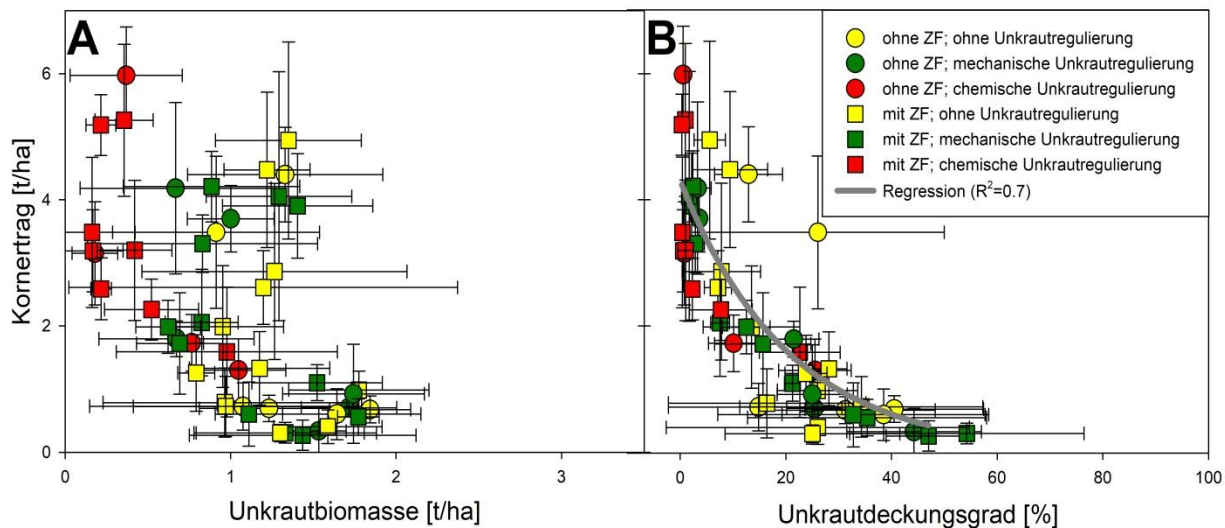 A
B
Kornertrag [t/ha]
6
4
2
0
0
1
2
3
Unkrautbiomasse [t/ha]
ohne ZF; ohne Unkrautregulierung
ohne ZF; mechanische Unkrautregulierung
ohne ZF; chemische Unkrautregulierung
mit ZF; ohne Unkrautregulierung
mit ZF; mechanische Unkrautregulierung
mit ZF; chemische Unkrautregulierung
Regression (R²=0.7)
0
20
40
60
80
100
Unkrautdeckungsgrad [%]